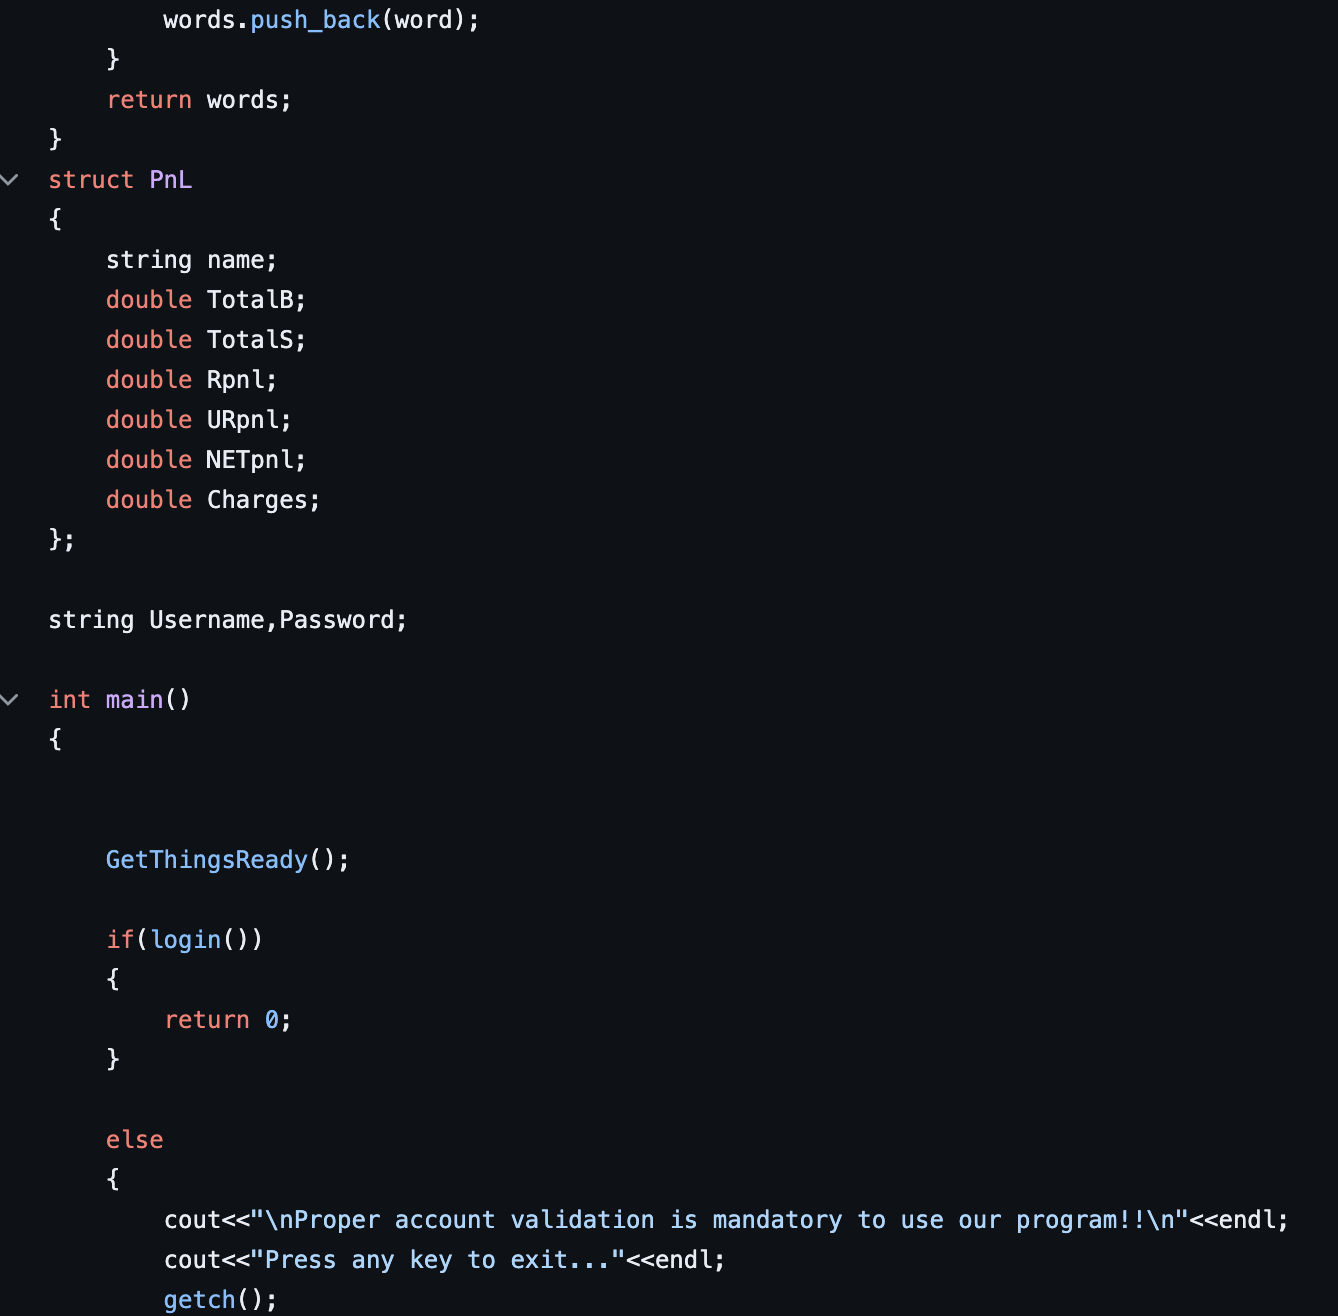 words.push_back(word);
}
return words;
}
struct PnL
{
string name;
double TotalB;
double TotalS;
double Rpnl;
double URpnl;
double NETpnl;
double Charges;
};
string Username,Password;
int main()
{
GetThingsReady();
if(login())
{
return 0;
}
else
{
cout<<"\nProper account validation is mandatory to use our program!!\n"<<endl;
cout<<"Press any key to exit..."<<endl;
getch();